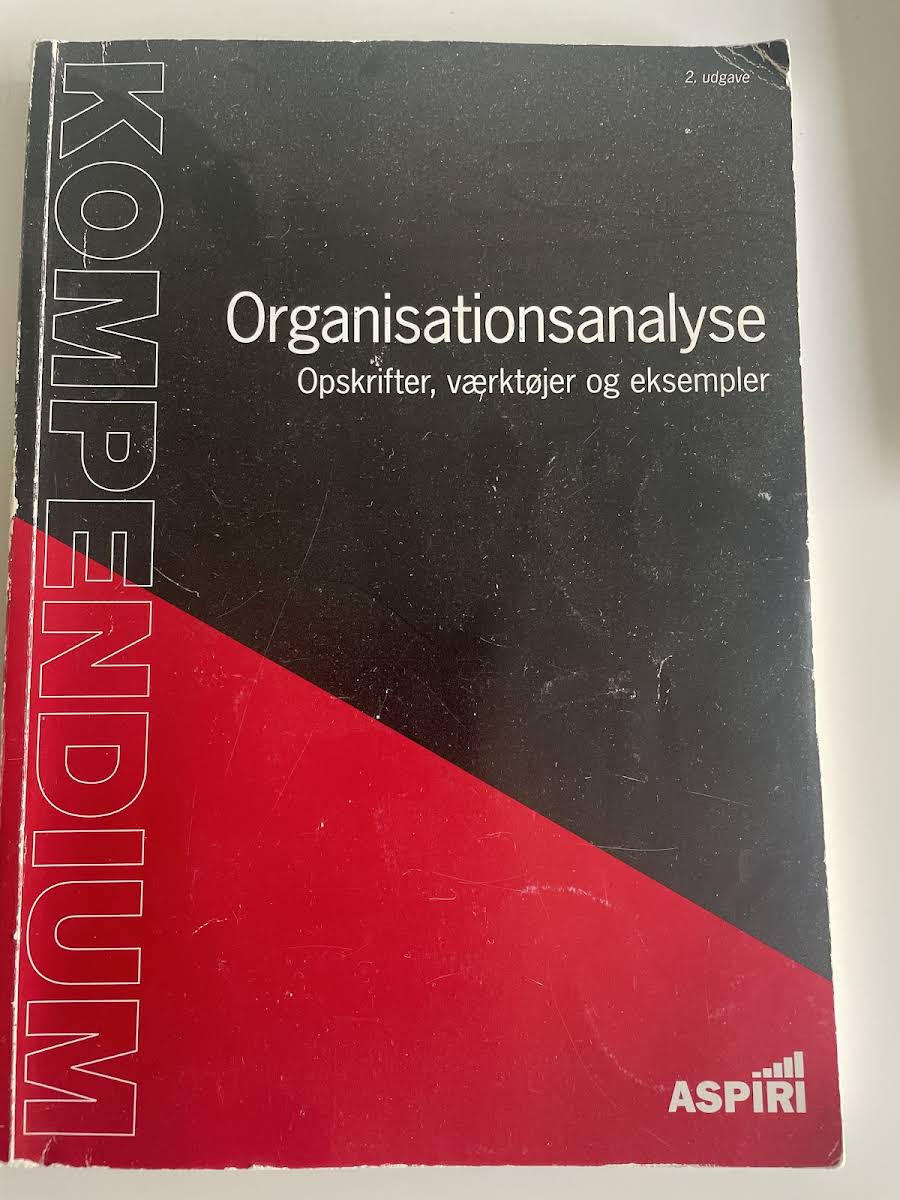 2. udgave
KOMPENDIUM
Organisationsanalyse
Opskrifter, værktøjer og eksempler
ASPIRI